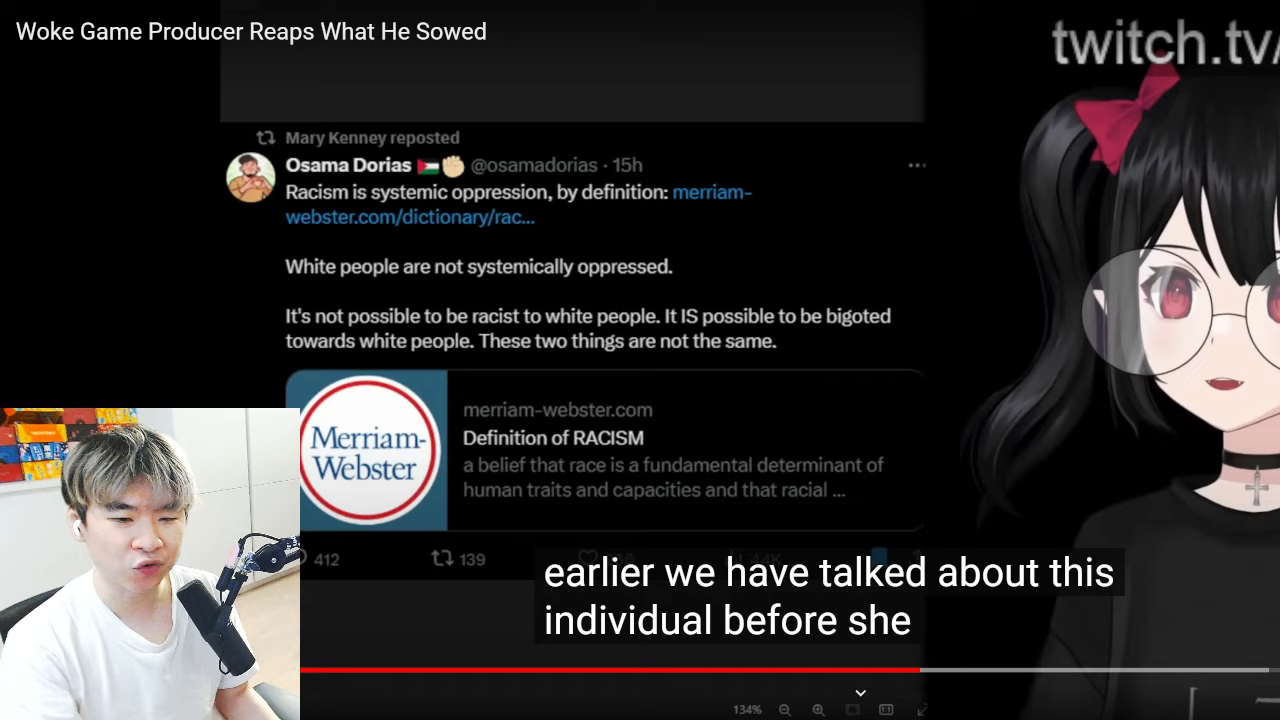 Woke Game Producer Reaps What He Sowed
twitch.tv/
Mary Kenney reposted
Osama Dorias 🇵🇸✊🏼 @osamadorias · 15h
Racism is systemic oppression, by definition: merriam-
webster.com/dictionary/rac...
White people are not systemically oppressed.
It's not possible to be racist to white people. It IS possible to be bigoted
towards white people. These two things are not the same.
Merriam-
Webster
merriam-webster.com
Definition of RACISM
a belief that race is a fundamental determinant of
human traits and capacities and that racial ...
412 139
earlier we have talked about this
individual before she
134%